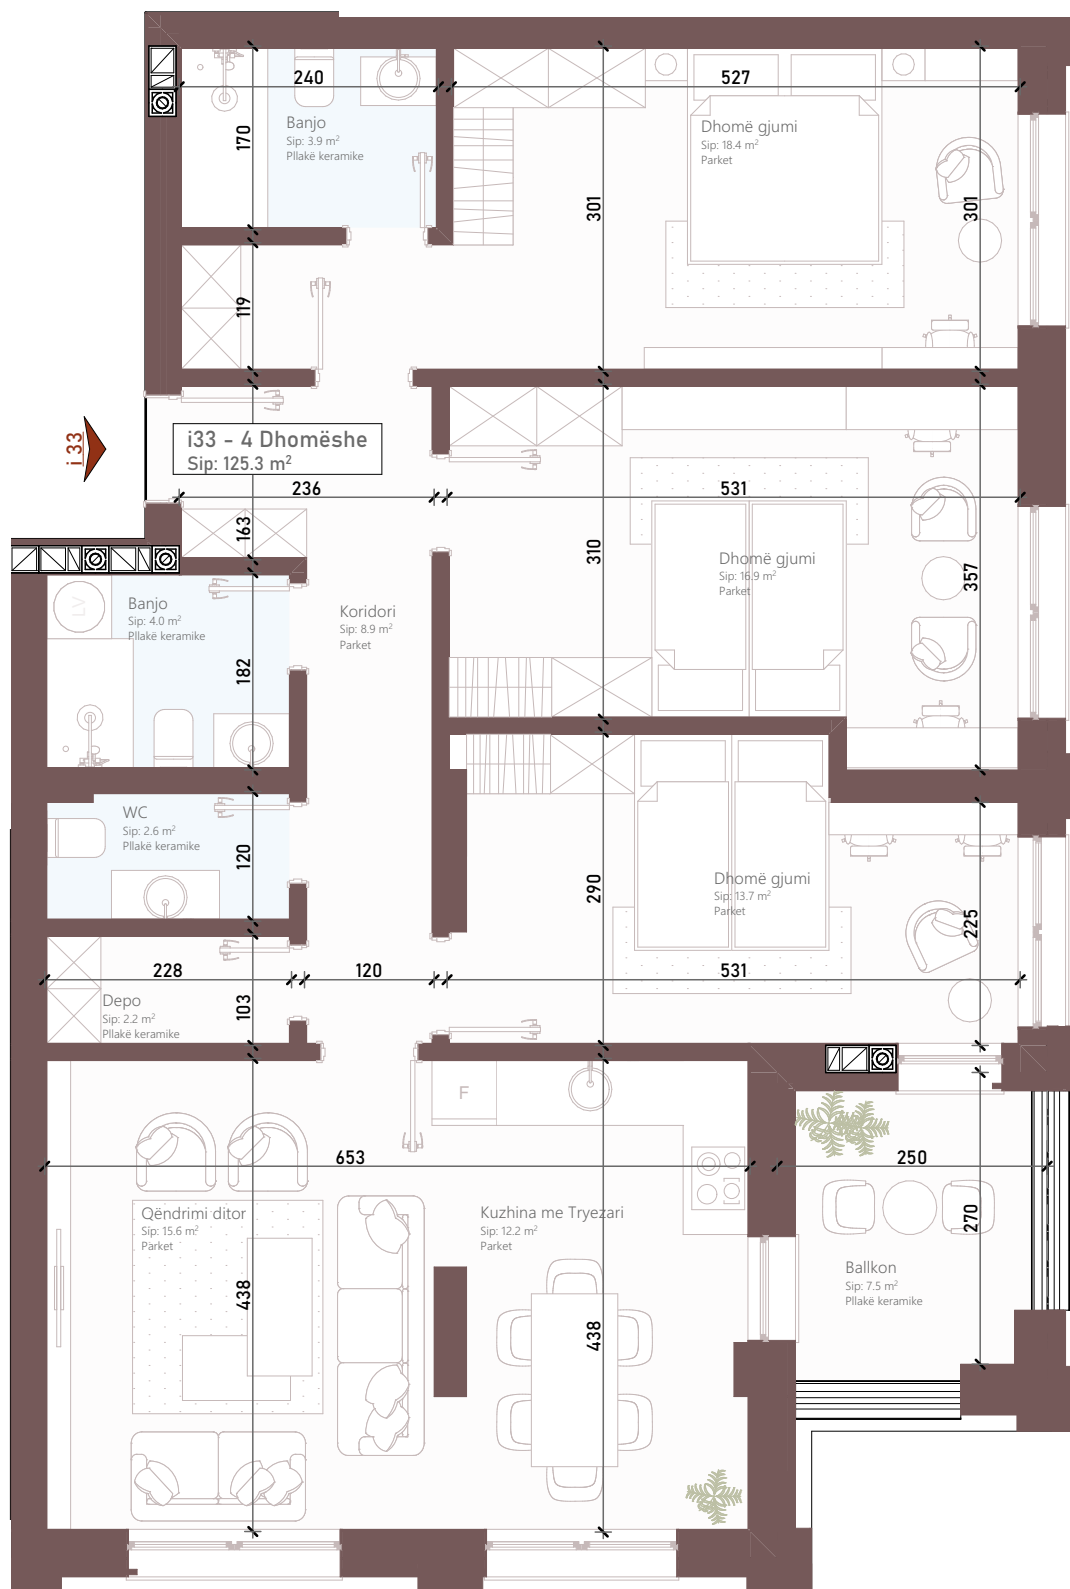 240
527
Banjo
Sip: 3.9 m²
Pllakë keramike
170
Dhomë gjumi
Sip: 18.4 m²
Parket
301
301
119
i 33
i33 - 4 Dhomëshe
Sip: 125.3 m²
236
531
163
310
357
Dhomë gjumi
Sip: 16.9 m²
Parket
LV
Banjo
Sip: 4.0 m²
Pllakë keramike
Koridori
Sip: 8.9 m²
Parket
182
WC
Sip: 2.6 m²
Pllakë keramike
120
290
Dhomë gjumi
Sip: 13.7 m²
Parket
225
228
120
531
Depo
Sip: 2.2 m²
Pllakë keramike
103
F
653
250
Qëndrimi ditor
Sip: 15.6 m²
Parket
Kuzhina me Tryezari
Sip: 12.2 m²
Parket
270
Ballkon
Sip: 7.5 m²
Pllakë keramike
438
438